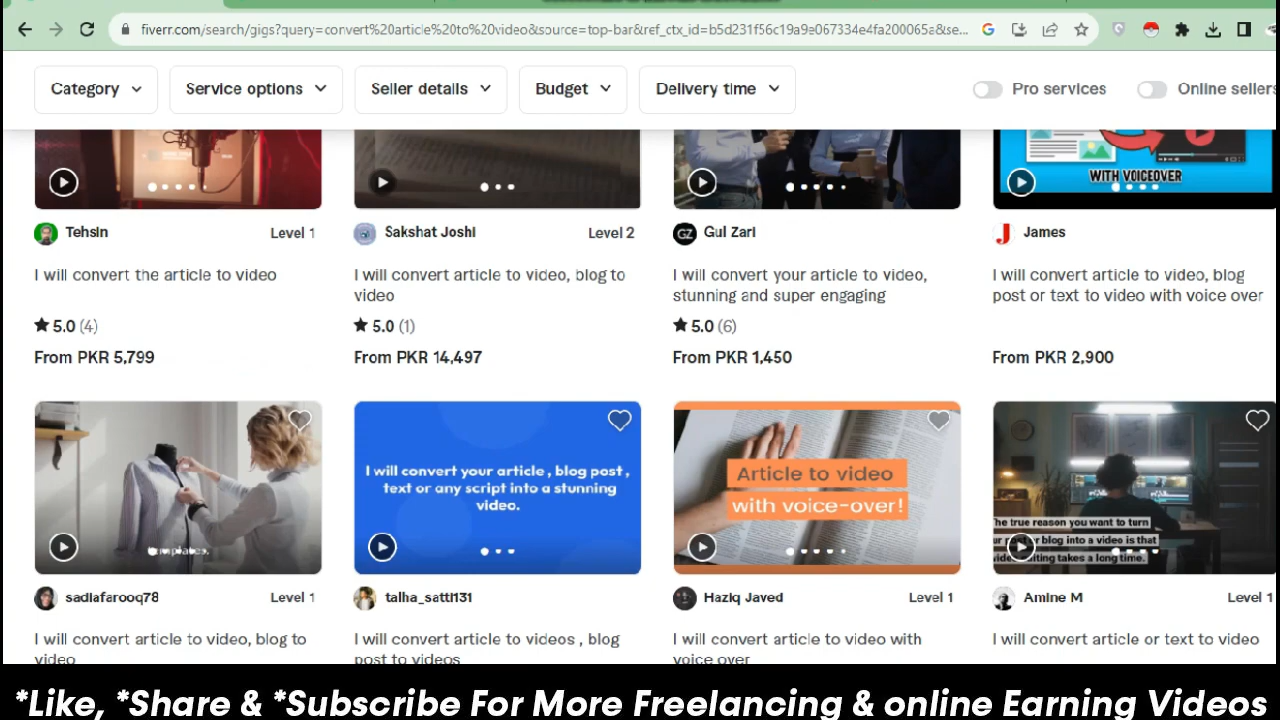 fiverr.com/search/gigs?query=convert%20article%20to%20video&source=top-bar&ref_ctx_id=b5d231f56c19a9e067334e4fa200065a&se...
Category Service options Seller details Budget Delivery time Pro services Online sellers
WITH VOICEOVER
Tehsin Level 1 Sakshat Joshi Level 2 Gul Zari James
I will convert the article to video I will convert article to video, blog to I will convert your article to video, I will convert article to video, blog
video stunning and super engaging post or text to video with voice over
5.0 (4) 5.0 (1) 5.0 (6)
From PKR 5,799 From PKR 14,497 From PKR 1,450 From PKR 2,900
I will convert your article , blog post ,
text or any script into a stunning
video.
Article to video
with voice-over!
The true reason you want to turn
ur post or blog into a video is that
video editing takes a long time.
templates.
sadiafarooq78 Level 1 talha_satti131 Haziq Javed Level 1 Amine M Level 1
I will convert article to video, blog to I will convert article to videos , blog I will convert article to video with I will convert article or text to video
video post to videos voice over
*Like, *Share & *Subscribe For More Freelancing & online Earning Videos